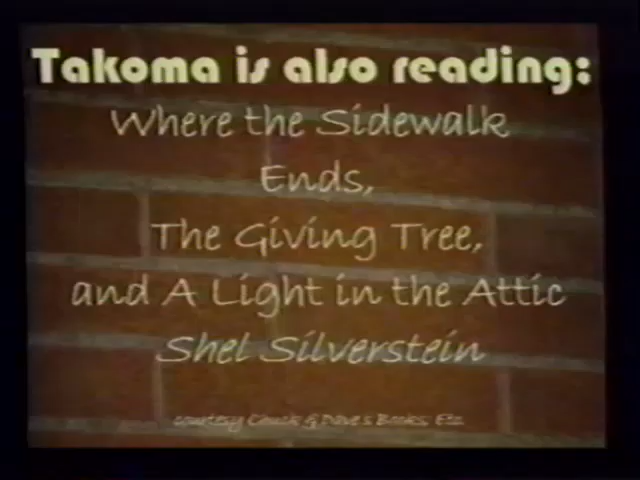 Takoma is also reading:
Where the Sidewalk
Ends,
The Giving Tree,
and A Light in the Attic
Shel Silverstein
courtesy Chuck & Dave's Books, Etc.